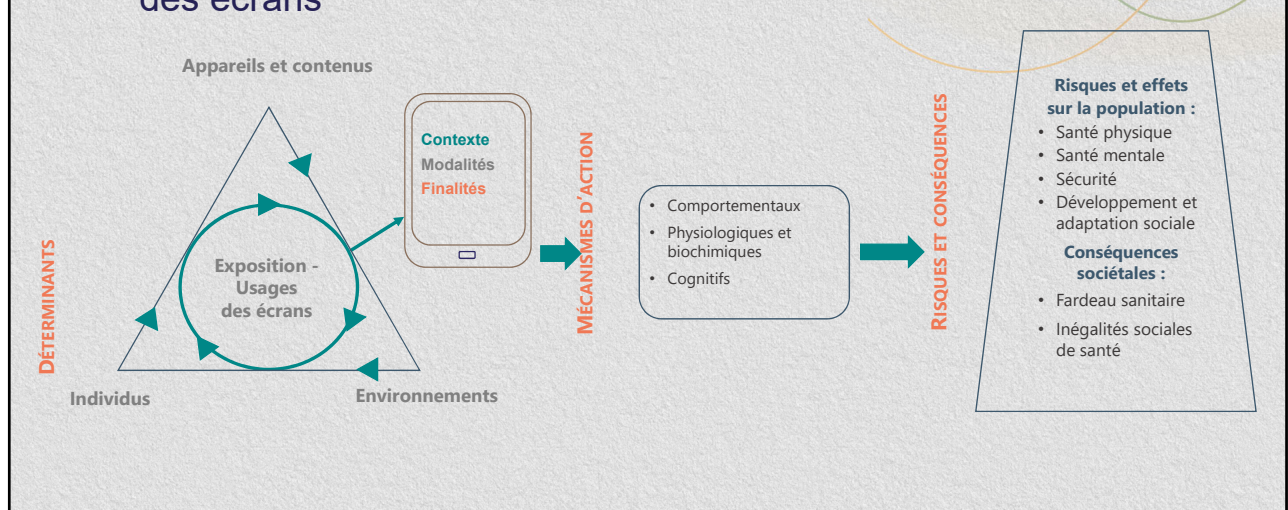 des écrans
Appareils et contenus
Contexte
Modalités
Finalités
Exposition -
Usages
des écrans
DÉTERMINANTS
Individus
Environnements
MÉCANISMES D’ACTION
• Comportementaux
• Physiologiques et
biochimiques
• Cognitifs
RISQUES ET CONSÉQUENCES
Risques et effets
sur la population :
• Santé physique
• Santé mentale
• Sécurité
• Développement et
adaptation sociale
Conséquences
sociétales :
• Fardeau sanitaire
• Inégalités sociales
de santé